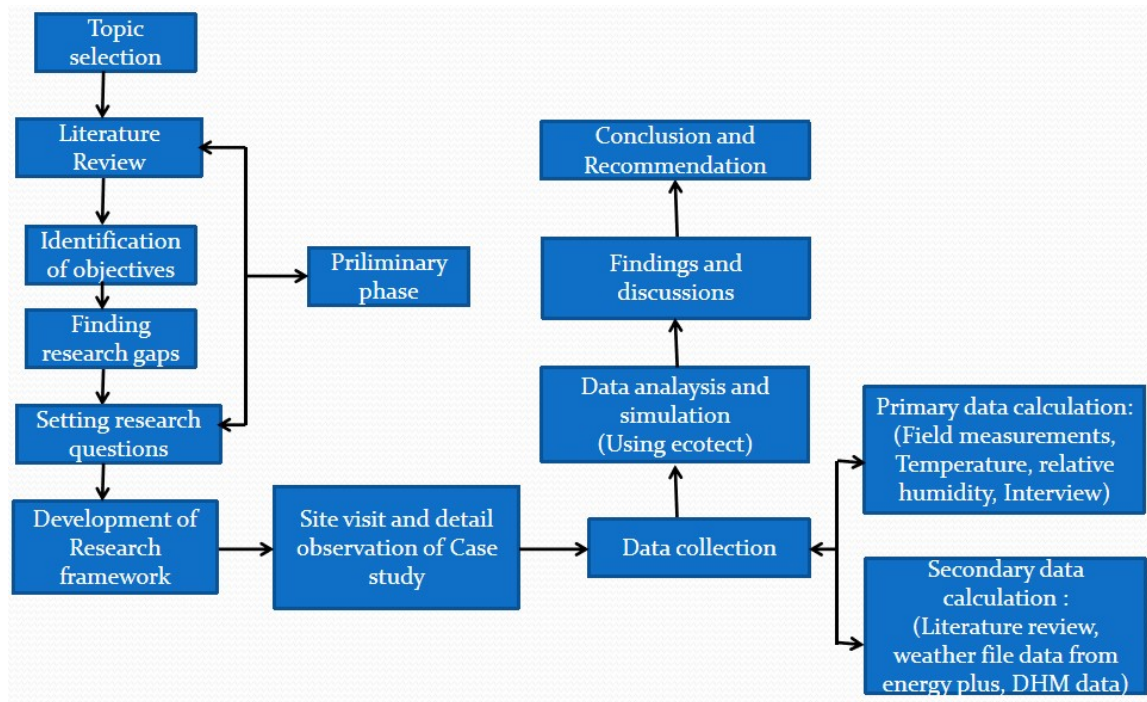 Topic
selection
Literature
Review
Identification
of objectives
Finding
research gaps
Setting research
questions
Development of
Research
framework
Priliminary
phase
Site visit and detail
observation of Case
study
Conclusion and
Recommendation
Findings and
discussions
Data analaysis and
simulation
(Using ecotect)
Data collection
Primary data calculation:
(Field measurements,
Temperature, relative
humidity, Interview)
Secondary data
calculation :
(Literature review,
weather file data from
energy plus, DHM data)